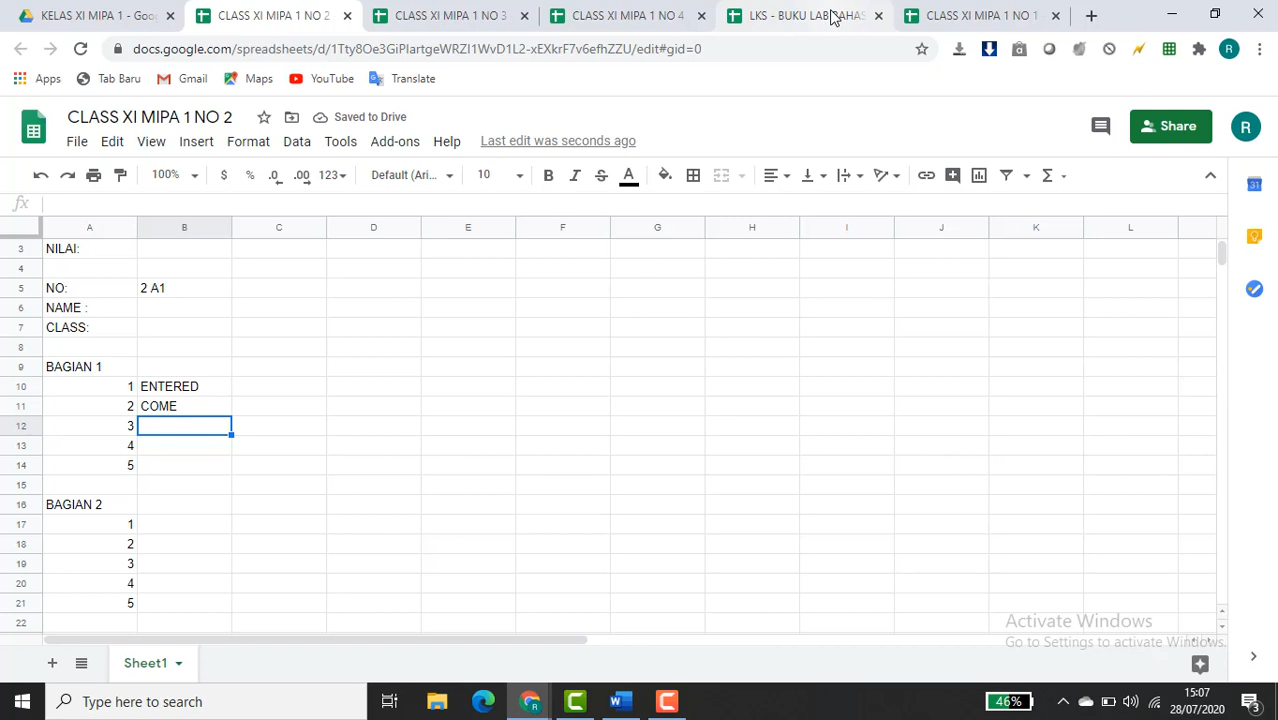 KELAS XI MIPA 1 - Goo
CLASS XI MIPA 1 NO 2
CLASS XI MIPA 1 NO 3
CLASS XI MIPA 1 NO 4
LKS - BUKU LAB BAHAS
CLASS XI MIPA 1 NO 1
docs.google.com/spreadsheets/d/1Tty8Oe3GiPIartgeWRZl1WvD1L2-xEXkrF7v6efhZZU/edit#gid=0
Apps Tab Baru Gmail Maps YouTube Translate
CLASS XI MIPA 1 NO 2 Saved to Drive
Share
R
File Edit View Insert Format Data Tools Add-ons Help Last edit was seconds ago
100% $ % .0 .00 123 Default (Ari... 10 B I S A
fx
A B C D E F G H I J K L
3 NILAI:
4
5 NO: 2 A1
6 NAME :
7 CLASS:
8
9 BAGIAN 1
10 1 ENTERED
11 2 COME
12 3
13 4
14 5
15
16 BAGIAN 2
17 1
18 2
19 3
20 4
21 5
22
Activate Windows
Go to Settings to activate Windows.
Sheet1
Type here to search
46%
15:07
28/07/2020
3